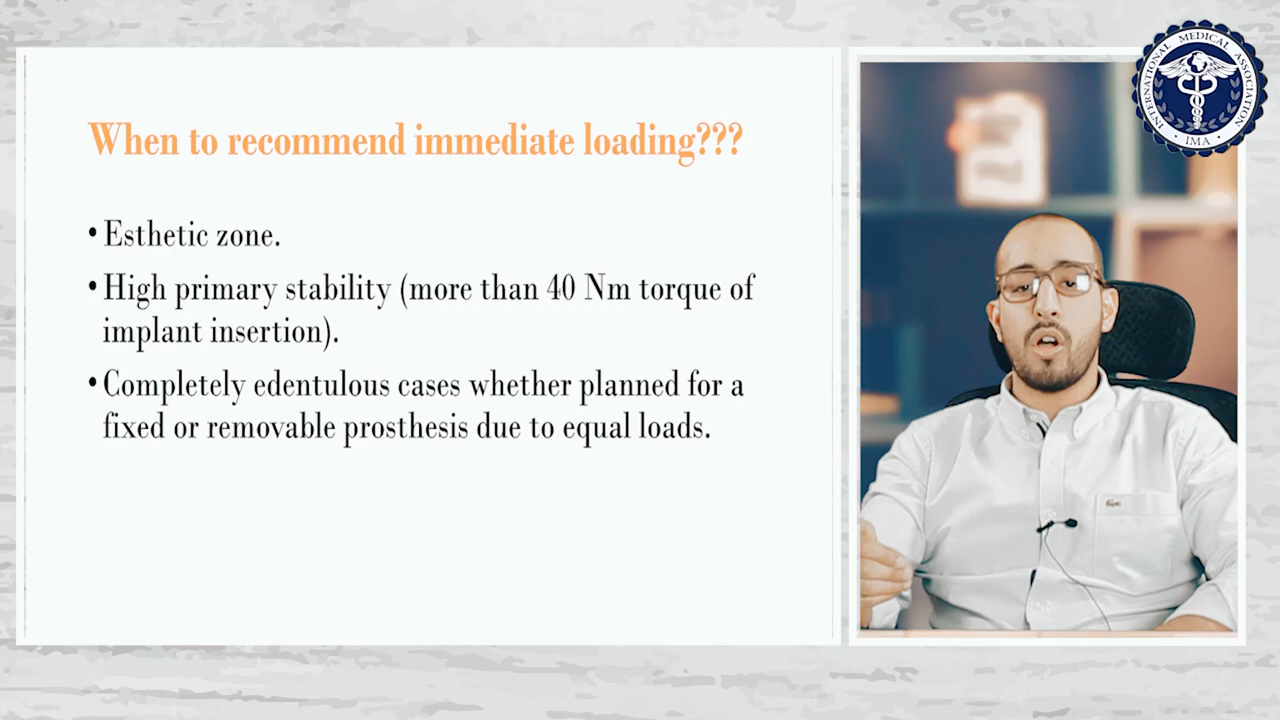 When to recommend immediate loading???
•Esthetic zone.
•High primary stability (more than 40 Nm torque of
implant insertion).
•Completely edentulous cases whether planned for a
fixed or removable prosthesis due to equal loads.
INTERNATIONAL MEDICAL ASSOCIATION
· IMA ·